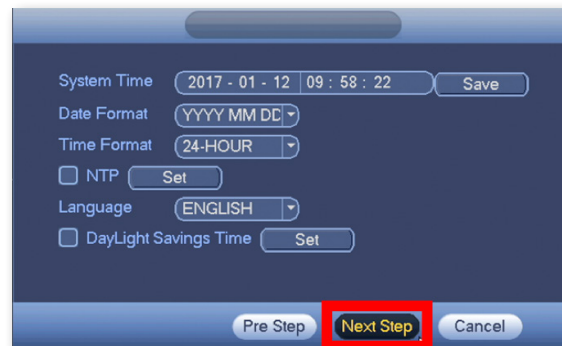 System Time 2017 - 01 - 12 09 : 58 : 22 Save
Date Format YYYY MM DD
Time Format 24-HOUR
NTP Set
Language ENGLISH
DayLight Savings Time Set
Pre Step Next Step Cancel